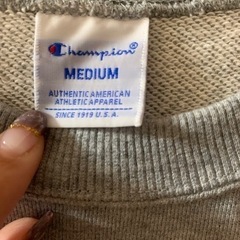 Champion
MEDIUM
AUTHENTIC AMERICAN
ATHLETIC APPAREL
SINCE 1919 U.S.A.